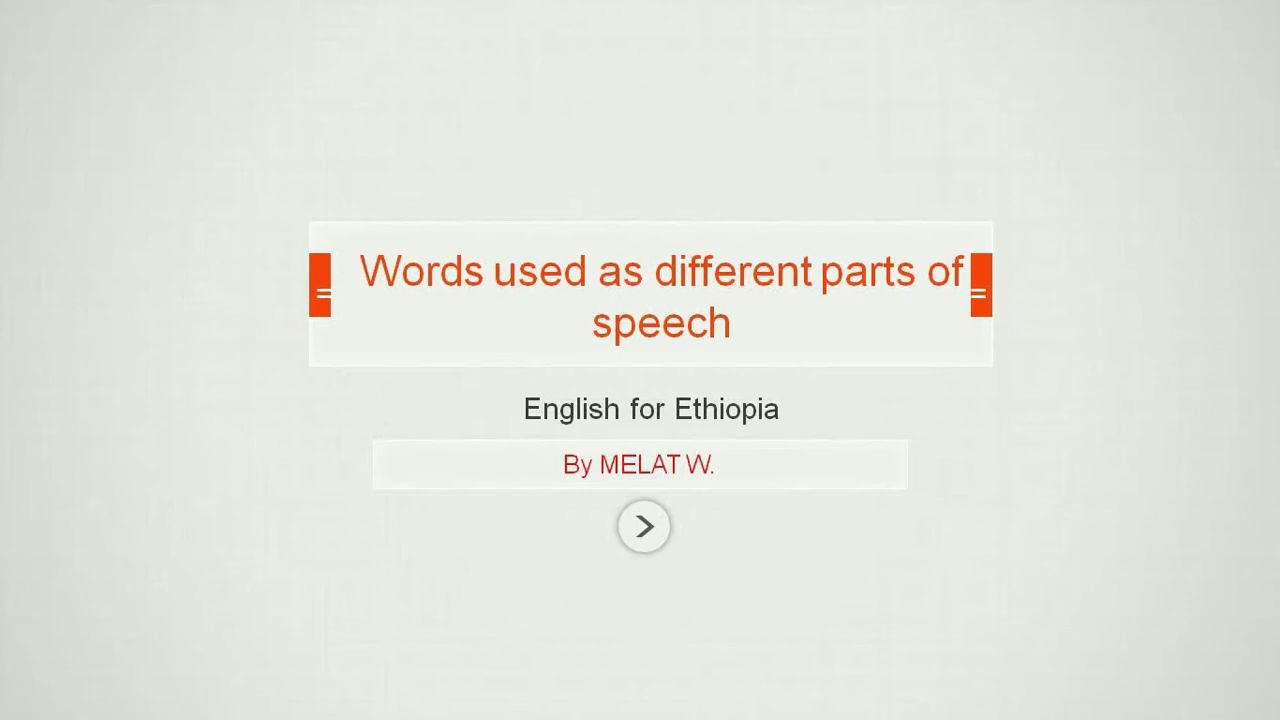 Words used as different parts of
speech
English for Ethiopia
By MELAT W.